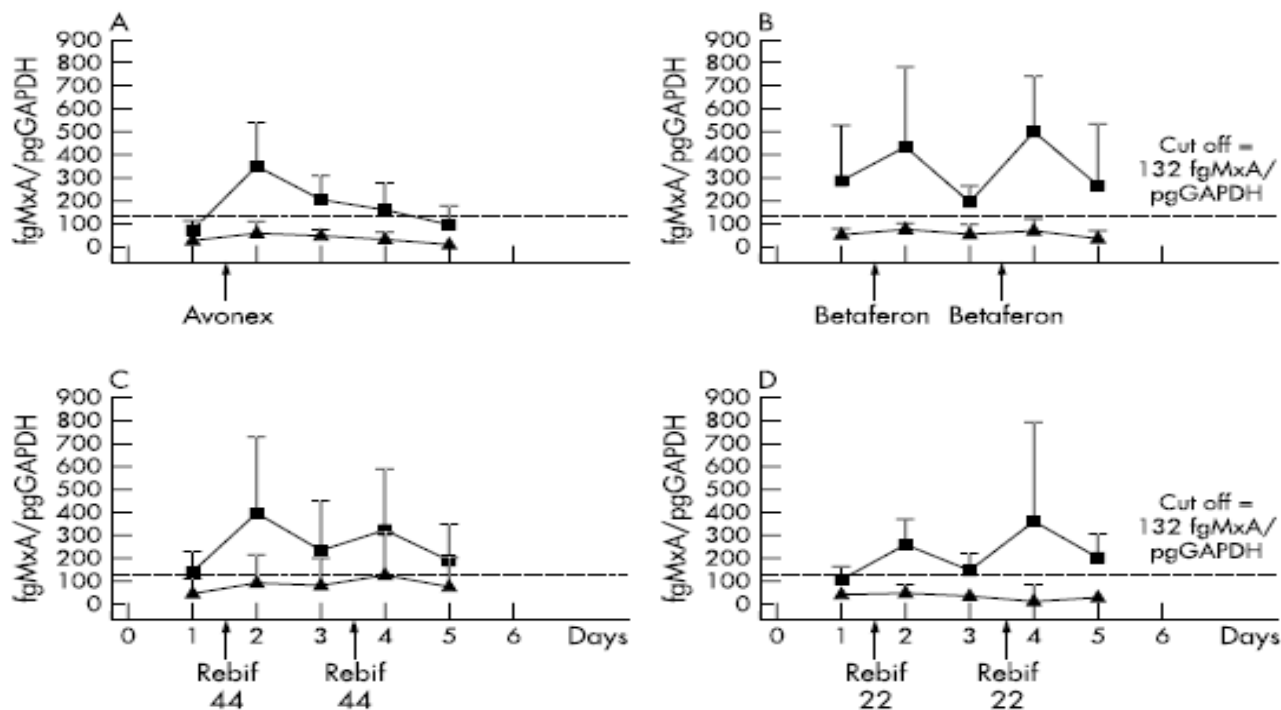 A
fgMxA/pgGAPDH
900
800
700
600
500
400
300
200
100
0
Avonex
B
fgMxA/pgGAPDH
900
800
700
600
500
400
300
200
100
0
Cut off =
132 fgMxA/
pgGAPDH
Betaferon Betaferon
C
fgMxA/pgGAPDH
900
800
700
600
500
400
300
200
100
0
0 1 2 3 4 5 6 Days
Rebif Rebif
44 44
D
fgMxA/pgGAPDH
900
800
700
600
500
400
300
200
100
0
Cut off =
132 fgMxA/
pgGAPDH
0 1 2 3 4 5 6 Days
Rebif Rebif
22 22